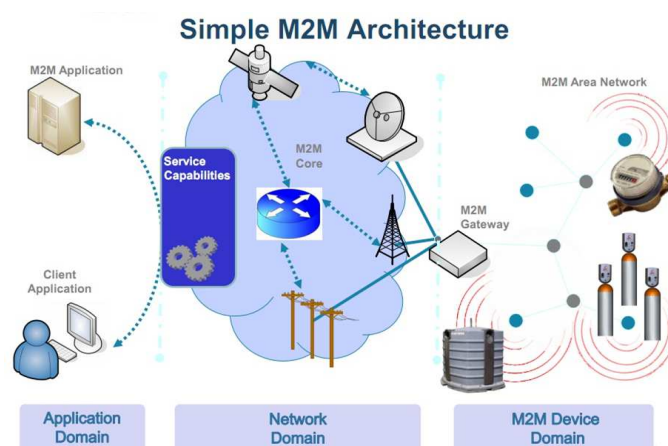 Simple M2M Architecture
M2M Application
M2M Area Network
M2M
Core
Service
Capabilities
M2M
Gateway
Client
Application
Application
Domain
Network
Domain
M2M Device
Domain